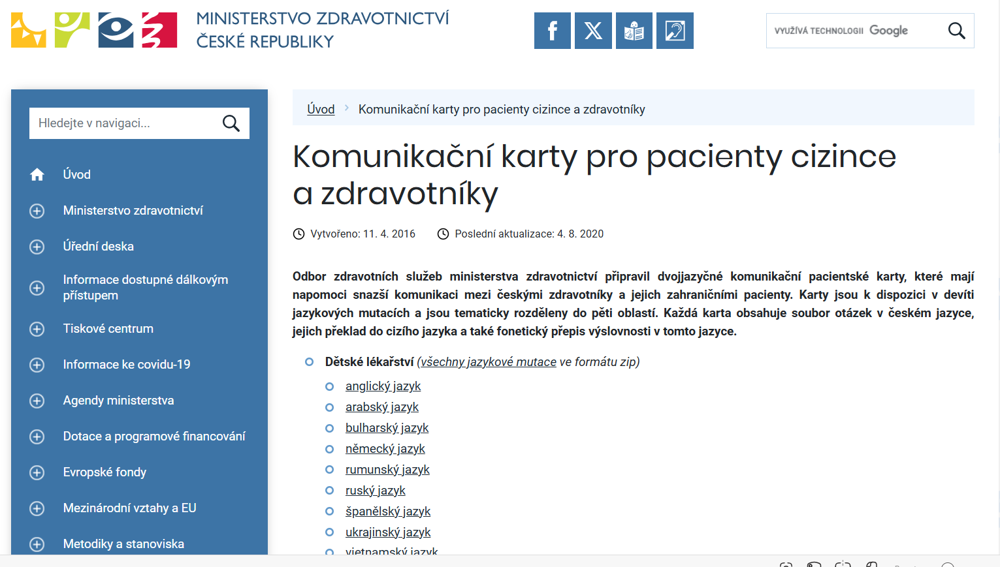 MINISTERSTVO ZDRAVOTNICTVÍ
ČESKÉ REPUBLIKY
VYUŽÍVÁ TECHNOLOGII Google
Hledejte v navigaci...
Úvod
Ministerstvo zdravotnictví
Úřední deska
Informace dostupné dálkovým
přístupem
Tiskové centrum
Informace ke covidu-19
Agendy ministerstva
Dotace a programové financování
Evropské fondy
Mezinárodní vztahy a EU
Metodiky a stanoviska
Úvod > Komunikační karty pro pacienty cizince a zdravotníky
Komunikační karty pro pacienty cizince
a zdravotníky
Vytvořeno: 11. 4. 2016 Poslední aktualizace: 4. 8. 2020
Odbor zdravotních služeb ministerstva zdravotnictví připravil dvojjazyčné komunikační pacientské karty, které mají
napomoci snazší komunikaci mezi českými zdravotníky a jejich zahraničními pacienty. Karty jsou k dispozici v devíti
jazykových mutacích a jsou tematicky rozděleny do pěti oblastí. Každá karta obsahuje soubor otázek v českém jazyce,
jejich překlad do cizího jazyka a také fonetický přepis výslovnosti v tomto jazyce.
Dětské lékařství (všechny jazykové mutace ve formátu zip)
anglický jazyk
arabský jazyk
bulharský jazyk
německý jazyk
rumunský jazyk
ruský jazyk
španělský jazyk
ukrajinský jazyk
vietnamský jazyk